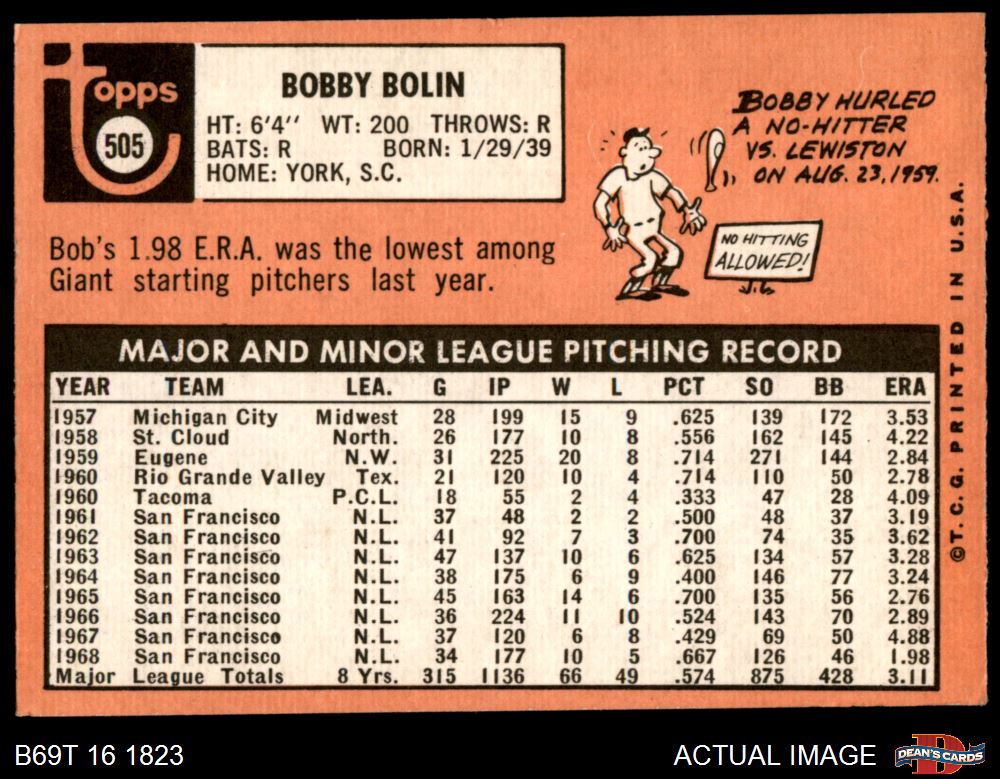 Topps
505
BOBBY BOLIN
HT: 6'4" WT: 200 THROWS: R
BATS: R BORN: 1/29/39
HOME: YORK, S.C.
BOBBY HURLED
A NO-HITTER
VS. LEWISTON
ON AUG. 23, 1959.
NO HITTING
ALLOWED!
Bob's 1.98 E.R.A. was the lowest among
Giant starting pitchers last year.
MAJOR AND MINOR LEAGUE PITCHING RECORD
YEAR TEAM LEA. G IP W L PCT SO BB ERA
1957 Michigan City Midwest 28 199 15 9 .625 139 172 3.53
1958 St. Cloud North. 26 177 10 8 .556 162 145 4.22
1959 Eugene N.W. 31 225 20 8 .714 271 144 2.84
1960 Rio Grande Valley Tex. 21 120 10 4 .714 110 50 2.78
1960 Tacoma P.C.L. 18 55 2 4 .333 47 28 4.09
1961 San Francisco N.L. 37 48 2 2 .500 48 37 3.19
1962 San Francisco N.L. 41 92 7 3 .700 74 35 3.62
1963 San Francisco N.L. 47 137 10 6 .625 134 57 3.28
1964 San Francisco N.L. 38 175 6 9 .400 146 77 3.24
1965 San Francisco N.L. 45 163 14 6 .700 135 56 2.76
1966 San Francisco N.L. 36 224 11 10 .524 143 70 2.89
1967 San Francisco N.L. 37 120 6 8 .429 69 50 4.88
1968 San Francisco N.L. 34 177 10 5 .667 126 46 1.98
Major League Totals 8 Yrs. 315 1136 66 49 .574 875 428 3.11
©T.C.G. PRINTED IN U.S.A.
B69T 16 1823
ACTUAL IMAGE
DEAN'S CARDS